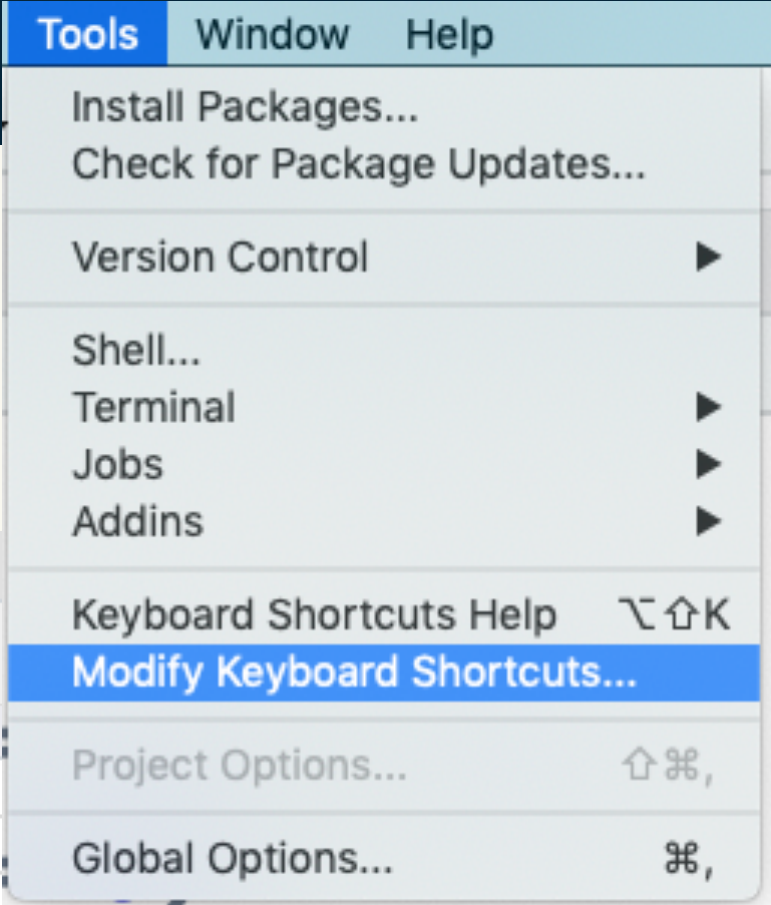 Tools Window Help
Install Packages...
Check for Package Updates...
Version Control ▶
Shell...
Terminal ▶
Jobs ▶
Addins ▶
Keyboard Shortcuts Help ⌥⇧K
Modify Keyboard Shortcuts...
Project Options... ⇧⌘,
Global Options... ⌘,